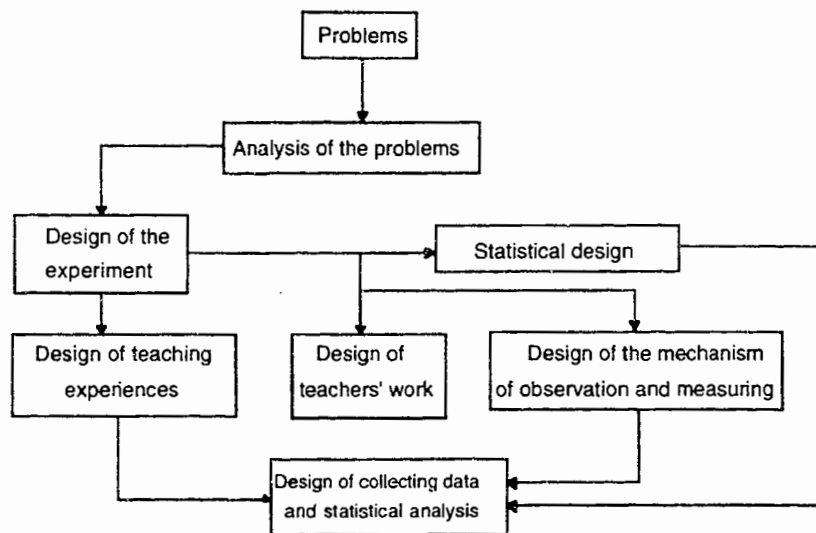 Problems
Analysis of the problems
Design of the
experiment
Statistical design
Design of teaching
experiences
Design of
teachers' work
Design of the mechanism
of observation and measuring
Design of collecting data
and statistical analysis